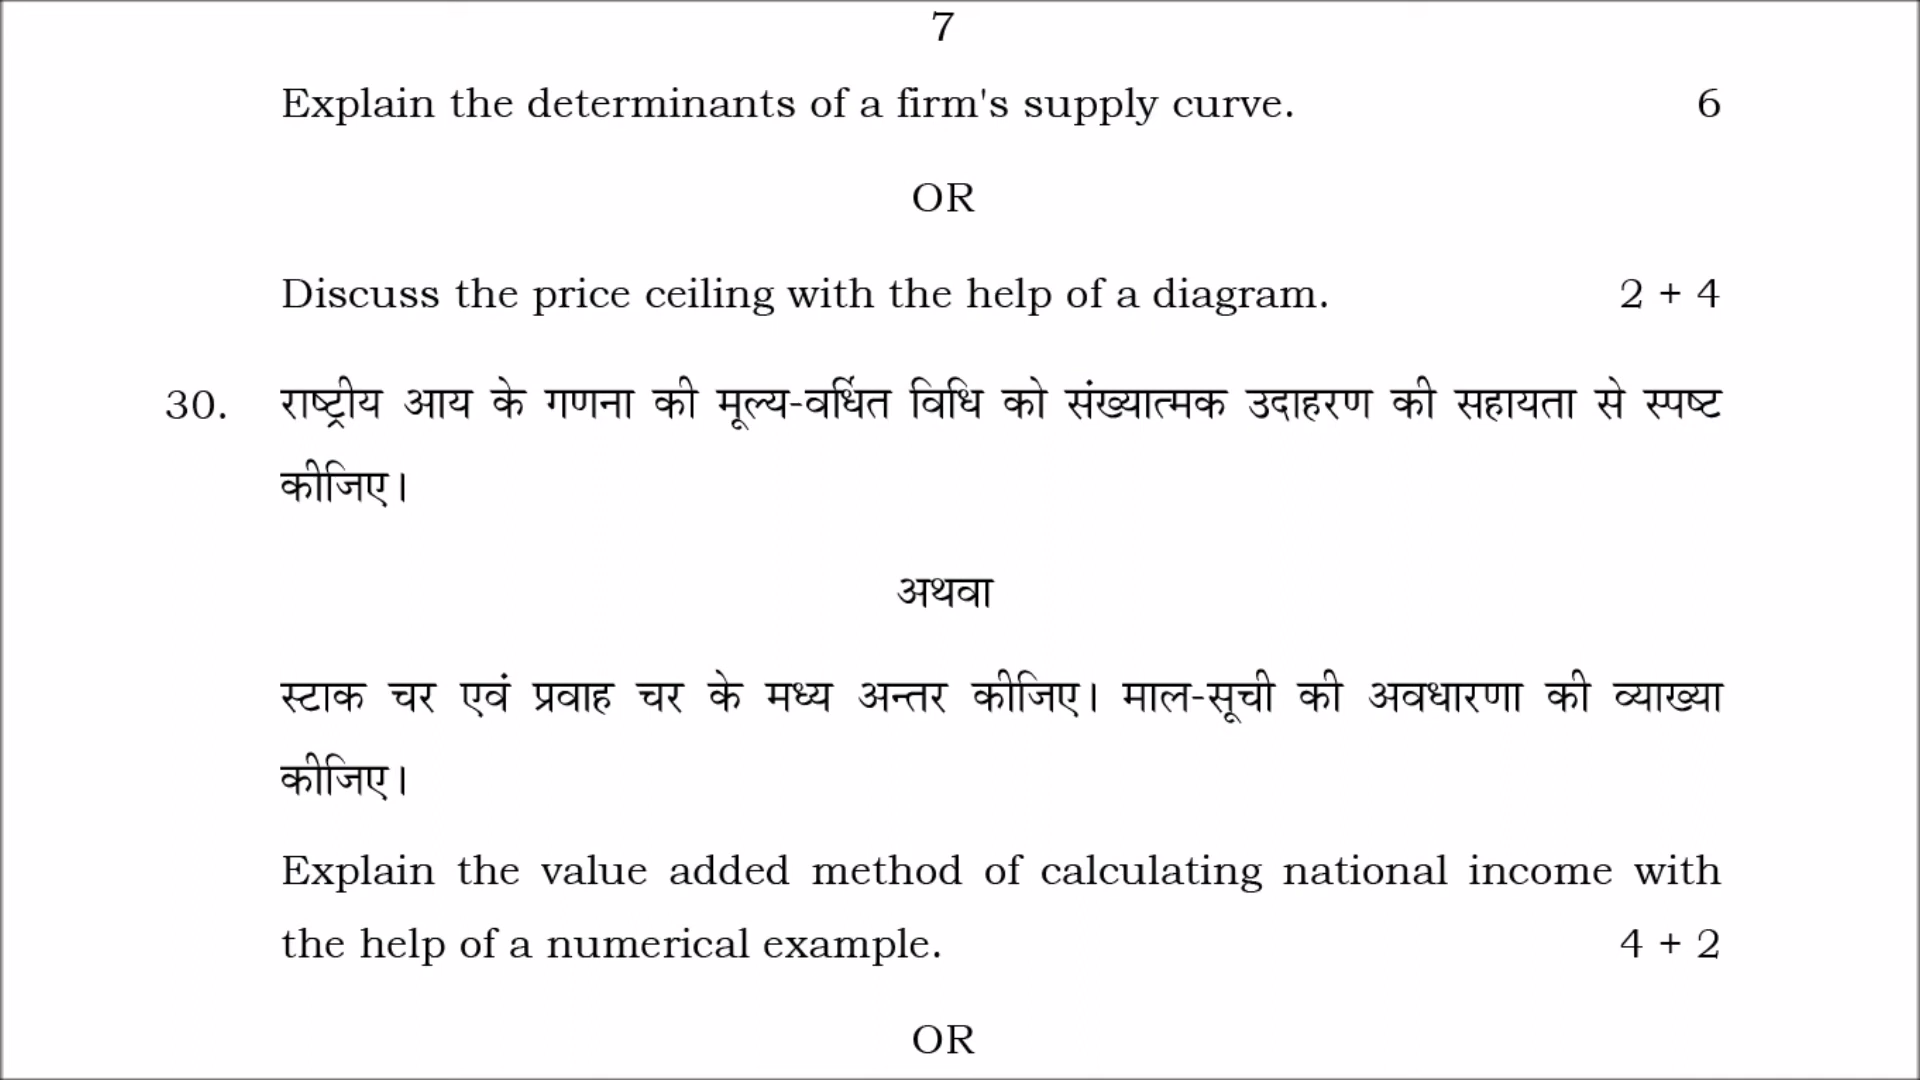 7
Explain the determinants of a firm's supply curve. 6
OR
Discuss the price ceiling with the help of a diagram. 2 + 4
30. राष्ट्रीय आय के गणना की मूल्य-वर्धित विधि को संख्यात्मक उदाहरण की सहायता से स्पष्ट
कीजिए।
अथवा
स्टाक चर एवं प्रवाह चर के मध्य अन्तर कीजिए। माल-सूची की अवधारणा की व्याख्या
कीजिए।
Explain the value added method of calculating national income with
the help of a numerical example. 4 + 2
OR